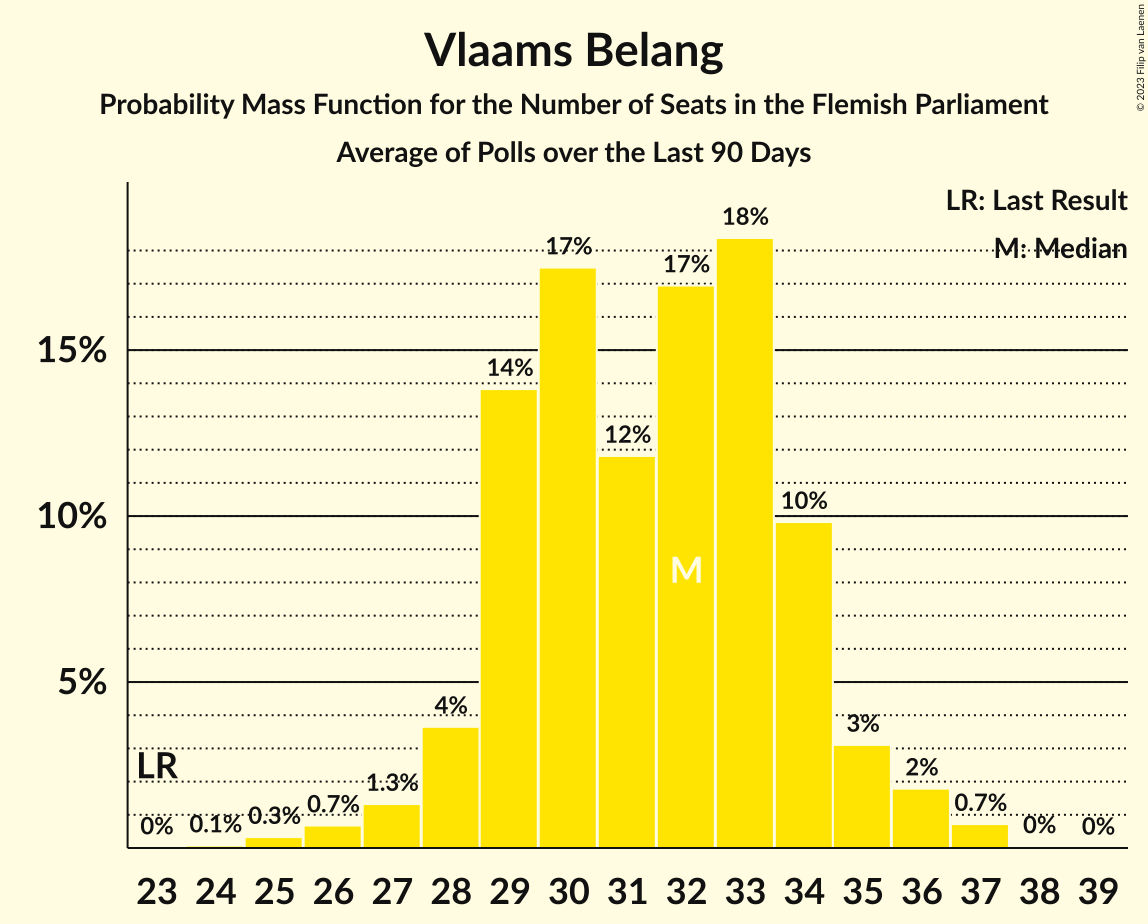 Vlaams Belang
Probability Mass Function for the Number of Seats in the Flemish Parliament
Average of Polls over the Last 90 Days
© 2023 Filip van Laenen
LR: Last Result
M: Median
15%
10%
5%
LR
M
0% 0.1% 0.3% 0.7% 1.3% 4% 14% 17% 12% 17% 18% 10% 3% 2% 0.7% 0% 0%
23 24 25 26 27 28 29 30 31 32 33 34 35 36 37 38 39